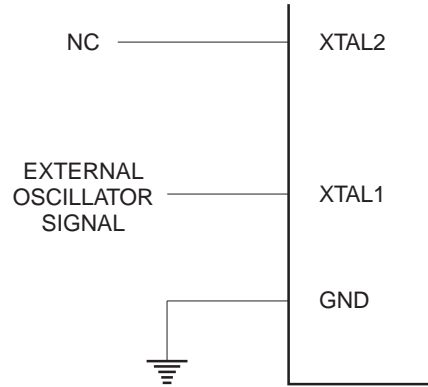 NC
XTAL2
EXTERNAL
OSCILLATOR
SIGNAL
XTAL1
GND